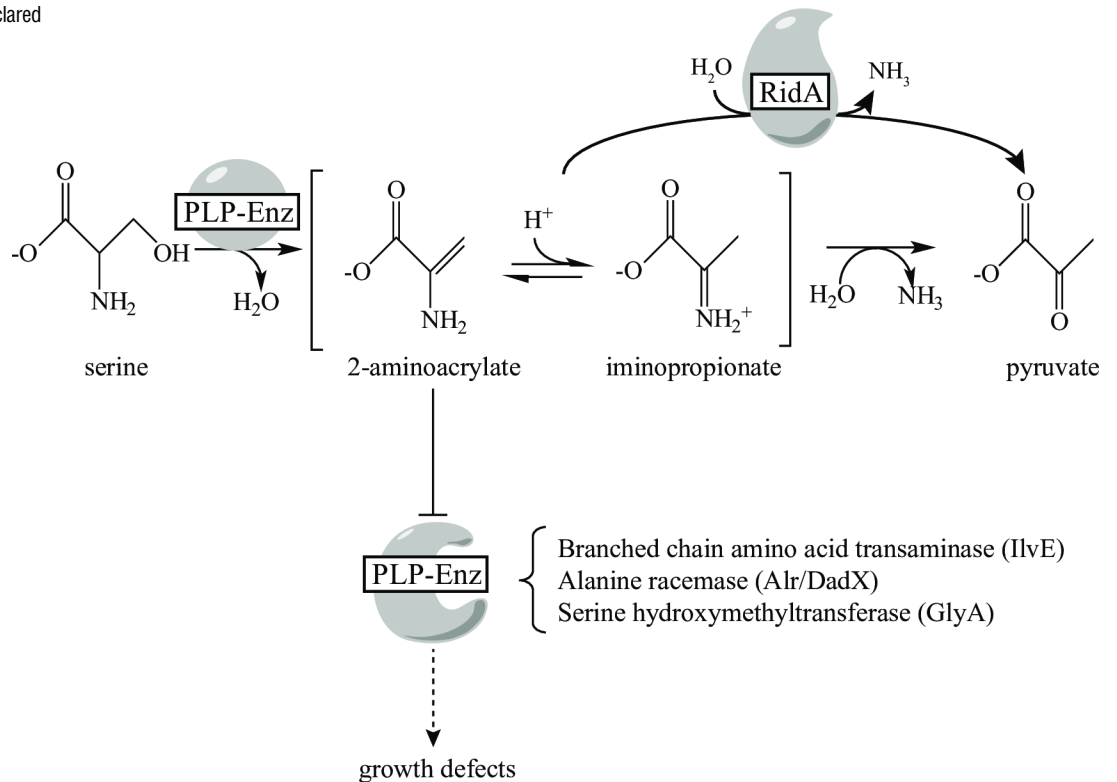 clared
H₂O
NH₃
RidA
O
-O
OH
NH₂
PLP-Enz
H₂O
O
-O
NH₂
H⁺
O
-O
NH₂⁺
H₂O
NH₃
O
-O
O
serine
2-aminoacrylate
iminopropionate
pyruvate
PLP-Enz
Branched chain amino acid transaminase (IlvE)
Alanine racemase (Alr/DadX)
Serine hydroxymethyltransferase (GlyA)
growth defects